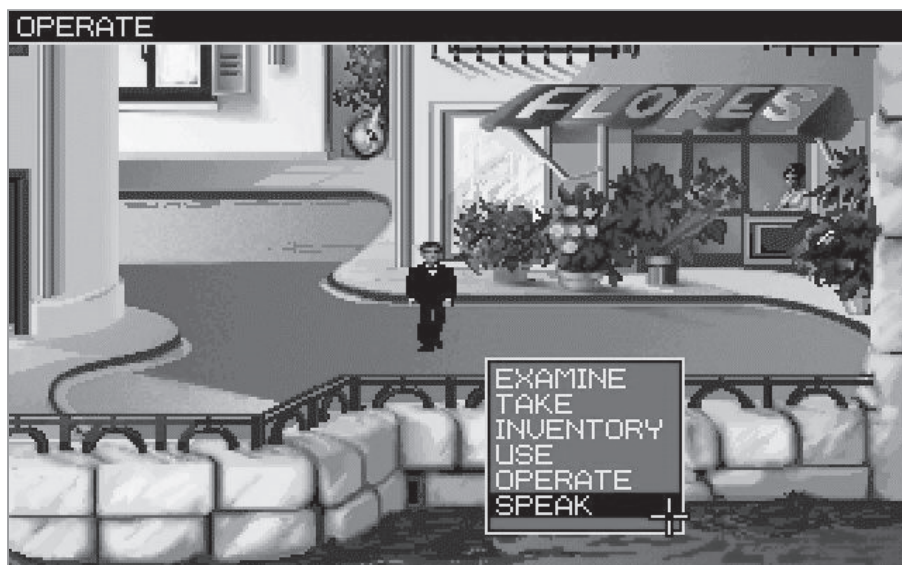 OPERATE
FLORES
EXAMINE
TAKE
INVENTORY
USE
OPERATE
SPEAK